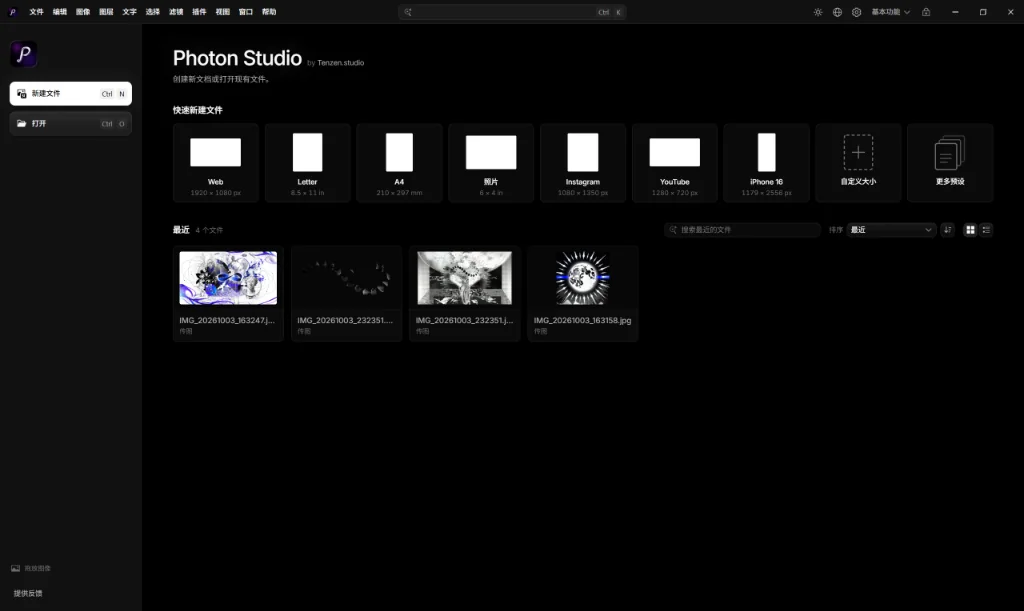 文件 编辑 图像 图层 文字 选择 滤镜 插件 视图 窗口 帮助
Ctrl K
基本功能
Photon Studio by Tenzen.studio
创建新文档或打开现有文件。
新建文件 Ctrl N
打开 Ctrl O
快速新建文件
Web
1920 × 1080 px
Letter
8.5 × 11 in
A4
210 × 297 mm
照片
6 × 4 in
Instagram
1080 × 1350 px
YouTube
1280 × 720 px
iPhone 16
1179 × 2556 px
自定义大小
更多预设
最近 4 个文件
搜索最近的文件
排序 最近
IMG_20261003_163247.j...
作图
IMG_20261003_232351....
作图
IMG_20261003_232351.j...
作图
IMG_20261003_163158.jpg
作图
拖放图像
提供反馈